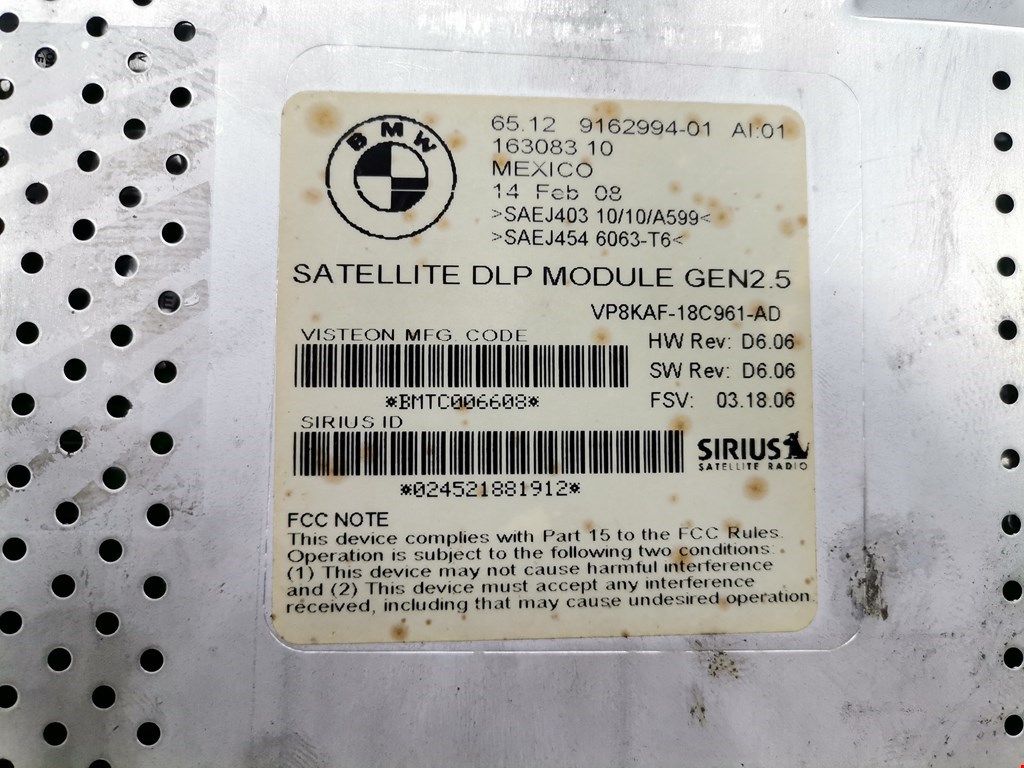 BMW
65.12 9162994-01 AI:01
163083 10
MEXICO
14 Feb 08
>SAEJ403 10/10/A599<
>SAEJ454 6063-T6<
SATELLITE DLP MODULE GEN2.5
VP8KAF-18C961-AD
VISTEON MFG. CODE
HW Rev: D6.06
SW Rev: D6.06
*BMTC006608*
FSV: 03.18.06
SIRIUS ID
SIRIUS
SATELLITE RADIO
*024521881912*
FCC NOTE
This device complies with Part 15 to the FCC Rules.
Operation is subject to the following two conditions:
(1) This device may not cause harmful interference
and (2) This device must accept any interference
received, including that may cause undesired operation.